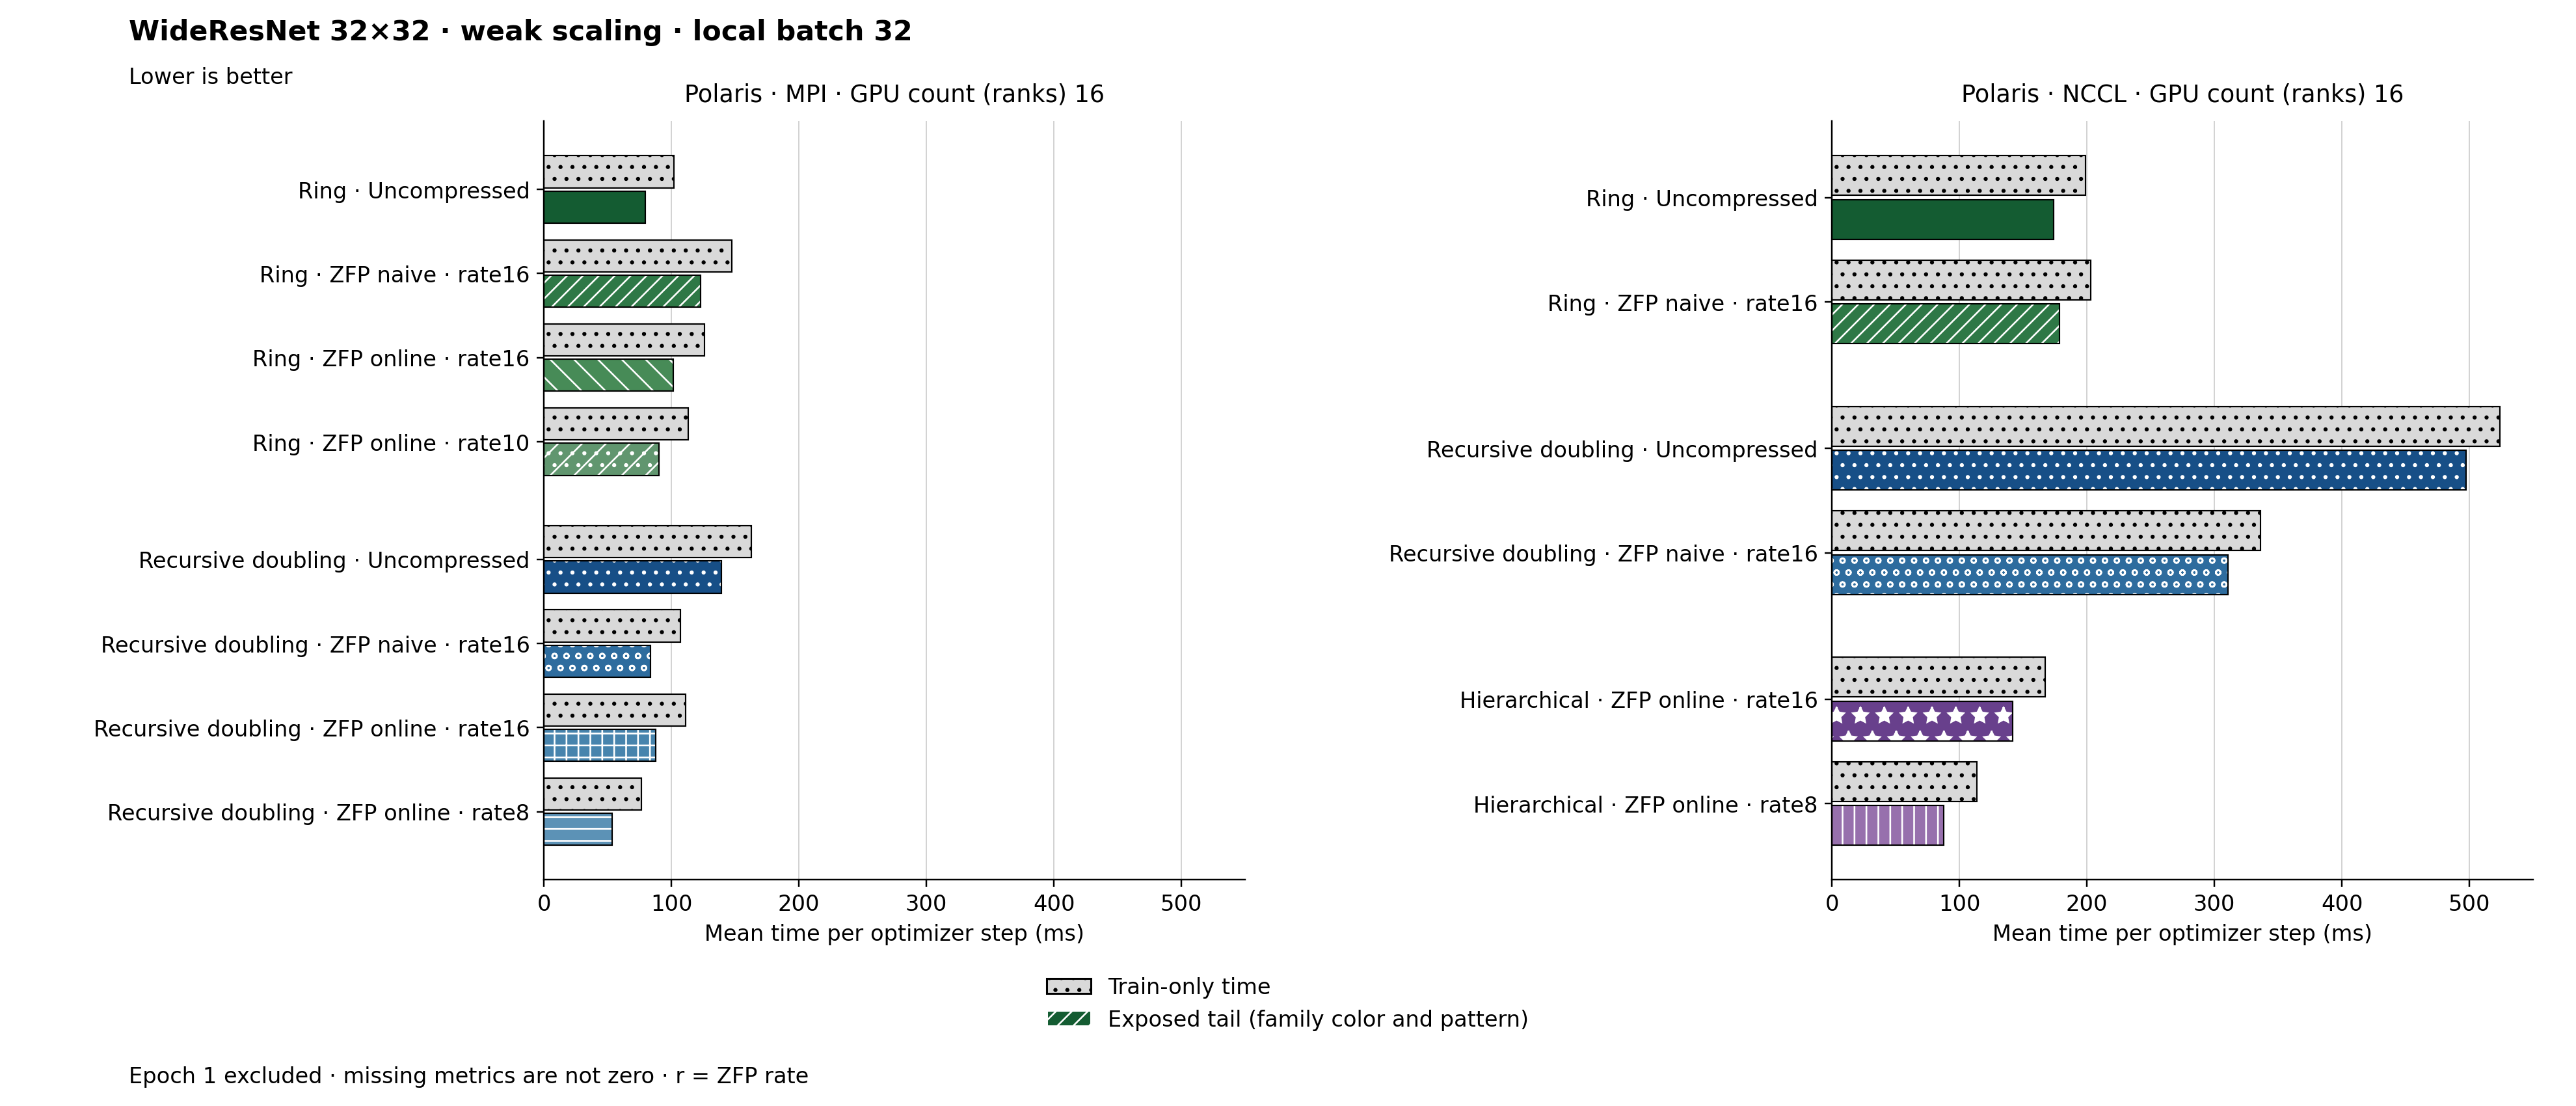 WideResNet 32×32 · weak scaling · local batch 32
Lower is better
Polaris · MPI · GPU count (ranks) 16
Ring · Uncompressed
Ring · ZFP naive · rate16
Ring · ZFP online · rate16
Ring · ZFP online · rate10
Recursive doubling · Uncompressed
Recursive doubling · ZFP naive · rate16
Recursive doubling · ZFP online · rate16
Recursive doubling · ZFP online · rate8
0 100 200 300 400 500
Mean time per optimizer step (ms)
Polaris · NCCL · GPU count (ranks) 16
Ring · Uncompressed
Ring · ZFP naive · rate16
Recursive doubling · Uncompressed
Recursive doubling · ZFP naive · rate16
Hierarchical · ZFP online · rate16
Hierarchical · ZFP online · rate8
0 100 200 300 400 500
Mean time per optimizer step (ms)
Train-only time
Exposed tail (family color and pattern)
Epoch 1 excluded · missing metrics are not zero · r = ZFP rate